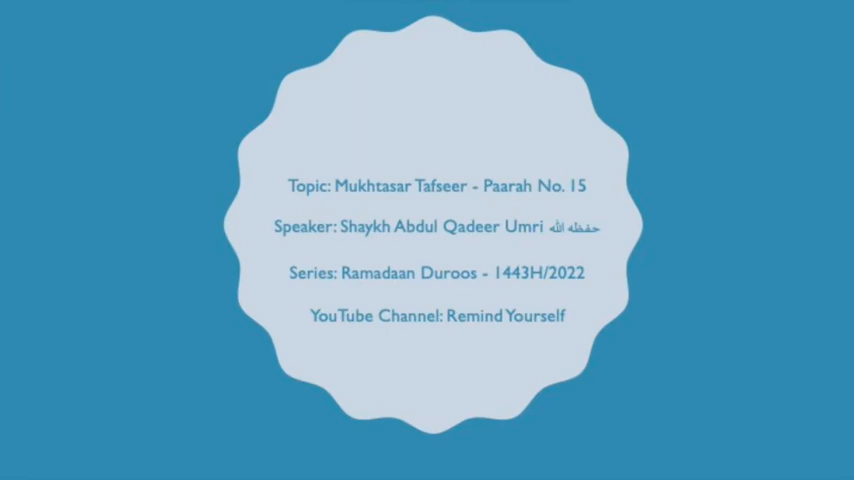 Topic: Mukhtasar Tafseer - Paarah No. 15
Speaker: Shaykh Abdul Qadeer Umri حفظه الله
Series: Ramadaan Duroos - 1443H/2022
YouTube Channel: Remind Yourself